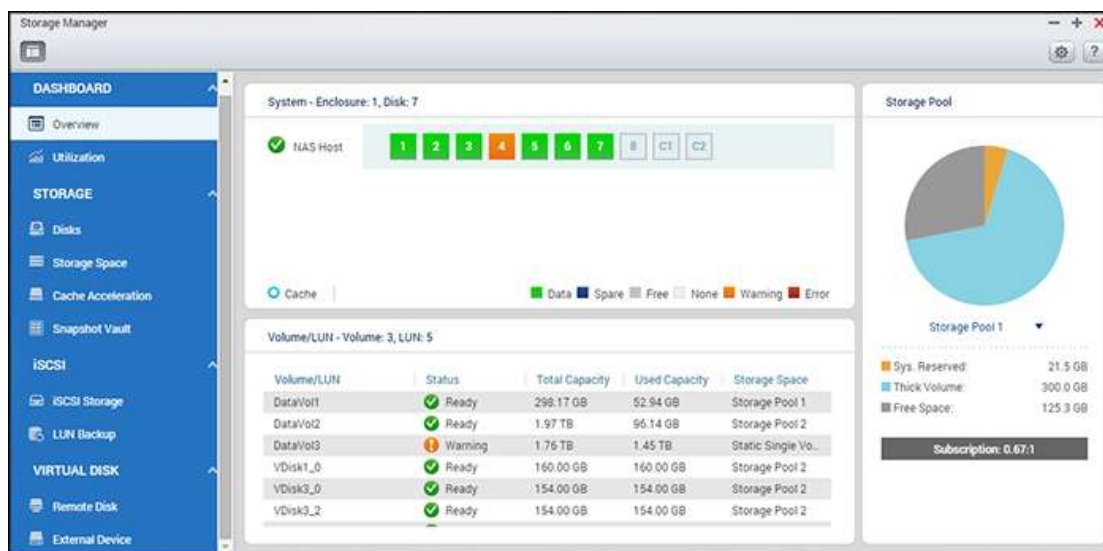 Storage Manager
?
DASHBOARD
Overview
Utilization
STORAGE
Disks
Storage Space
Cache Acceleration
Snapshot Vault
iSCSI
iSCSI Storage
LUN Backup
VIRTUAL DISK
Remote Disk
External Device
System - Enclosure: 1, Disk: 7
NAS Host 1 2 3 4 5 6 7 8 C1 C2
Cache Data Spare Free None Warning Error
Volume/LUN - Volume: 3, LUN: 5
Volume/LUN Status Total Capacity Used Capacity Storage Space
DataVol1 Ready 298.17 GB 52.94 GB Storage Pool 1
DataVol2 Ready 1.97 TB 96.14 GB Storage Pool 2
DataVol3 Warning 1.76 TB 1.45 TB Static Single Vo...
VDisk1_0 Ready 160.00 GB 160.00 GB Storage Pool 2
VDisk3_0 Ready 154.00 GB 154.00 GB Storage Pool 2
VDisk3_2 Ready 154.00 GB 154.00 GB Storage Pool 2
Storage Pool
Storage Pool 1
Sys. Reserved: 21.5 GB
Thick Volume: 300.0 GB
Free Space: 125.3 GB
Subscription: 0.67:1